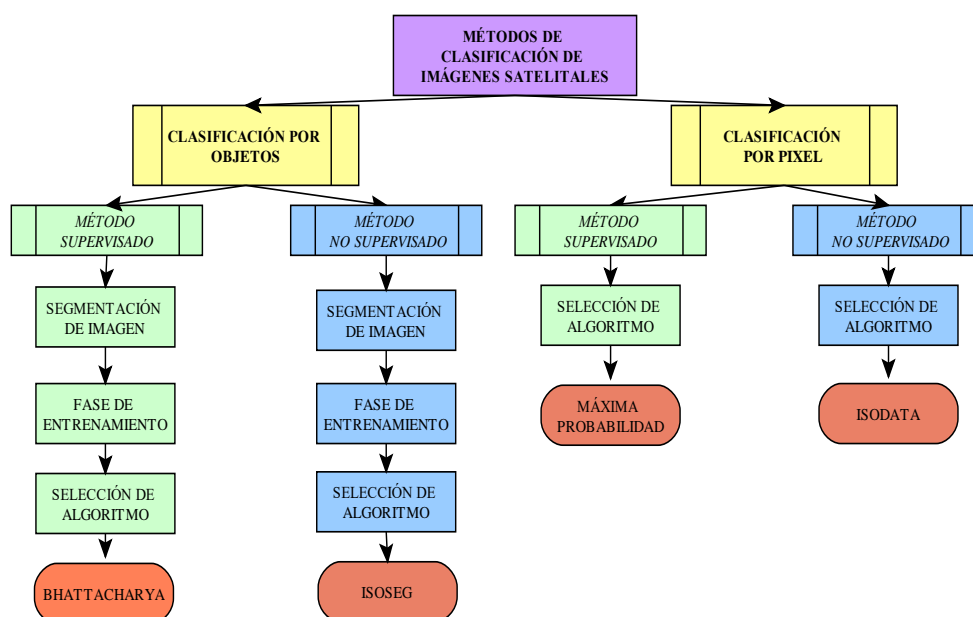 MÉTODOS DE
CLASIFICACIÓN DE
IMÁGENES SATELITALES
CLASIFICACIÓN POR
OBJETOS
CLASIFICACIÓN
POR PIXEL
MÉTODO
SUPERVISADO
MÉTODO
NO SUPERVISADO
MÉTODO
SUPERVISADO
MÉTODO
NO SUPERVISADO
SEGMENTACIÓN
DE IMAGEN
SEGMENTACIÓN
DE IMAGEN
SELECCIÓN DE
ALGORITMO
SELECCIÓN DE
ALGORITMO
FASE DE
ENTRENAMIENTO
FASE DE
ENTRENAMIENTO
MÁXIMA
PROBABILIDAD
ISODATA
SELECCIÓN DE
ALGORITMO
SELECCIÓN DE
ALGORITMO
BHATTACHARYA
ISOSEG